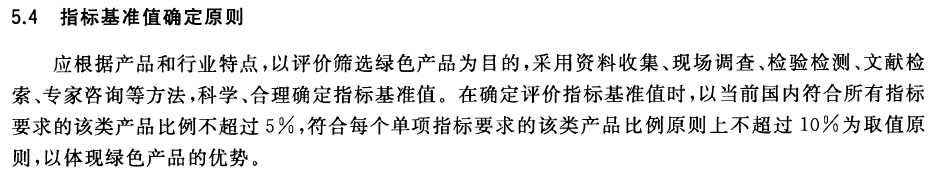 5.4 指标基准值确定原则
应根据产品和行业特点,以评价筛选绿色产品为目的,采用资料收集、现场调查、检验检测、文献检
索、专家咨询等方法,科学、合理确定指标基准值。在确定评价指标基准值时,以当前国内符合所有指标
要求的该类产品比例不超过 5%,符合每个单项指标要求的该类产品比例原则上不超过 10%为取值原
则,以体现绿色产品的优势。